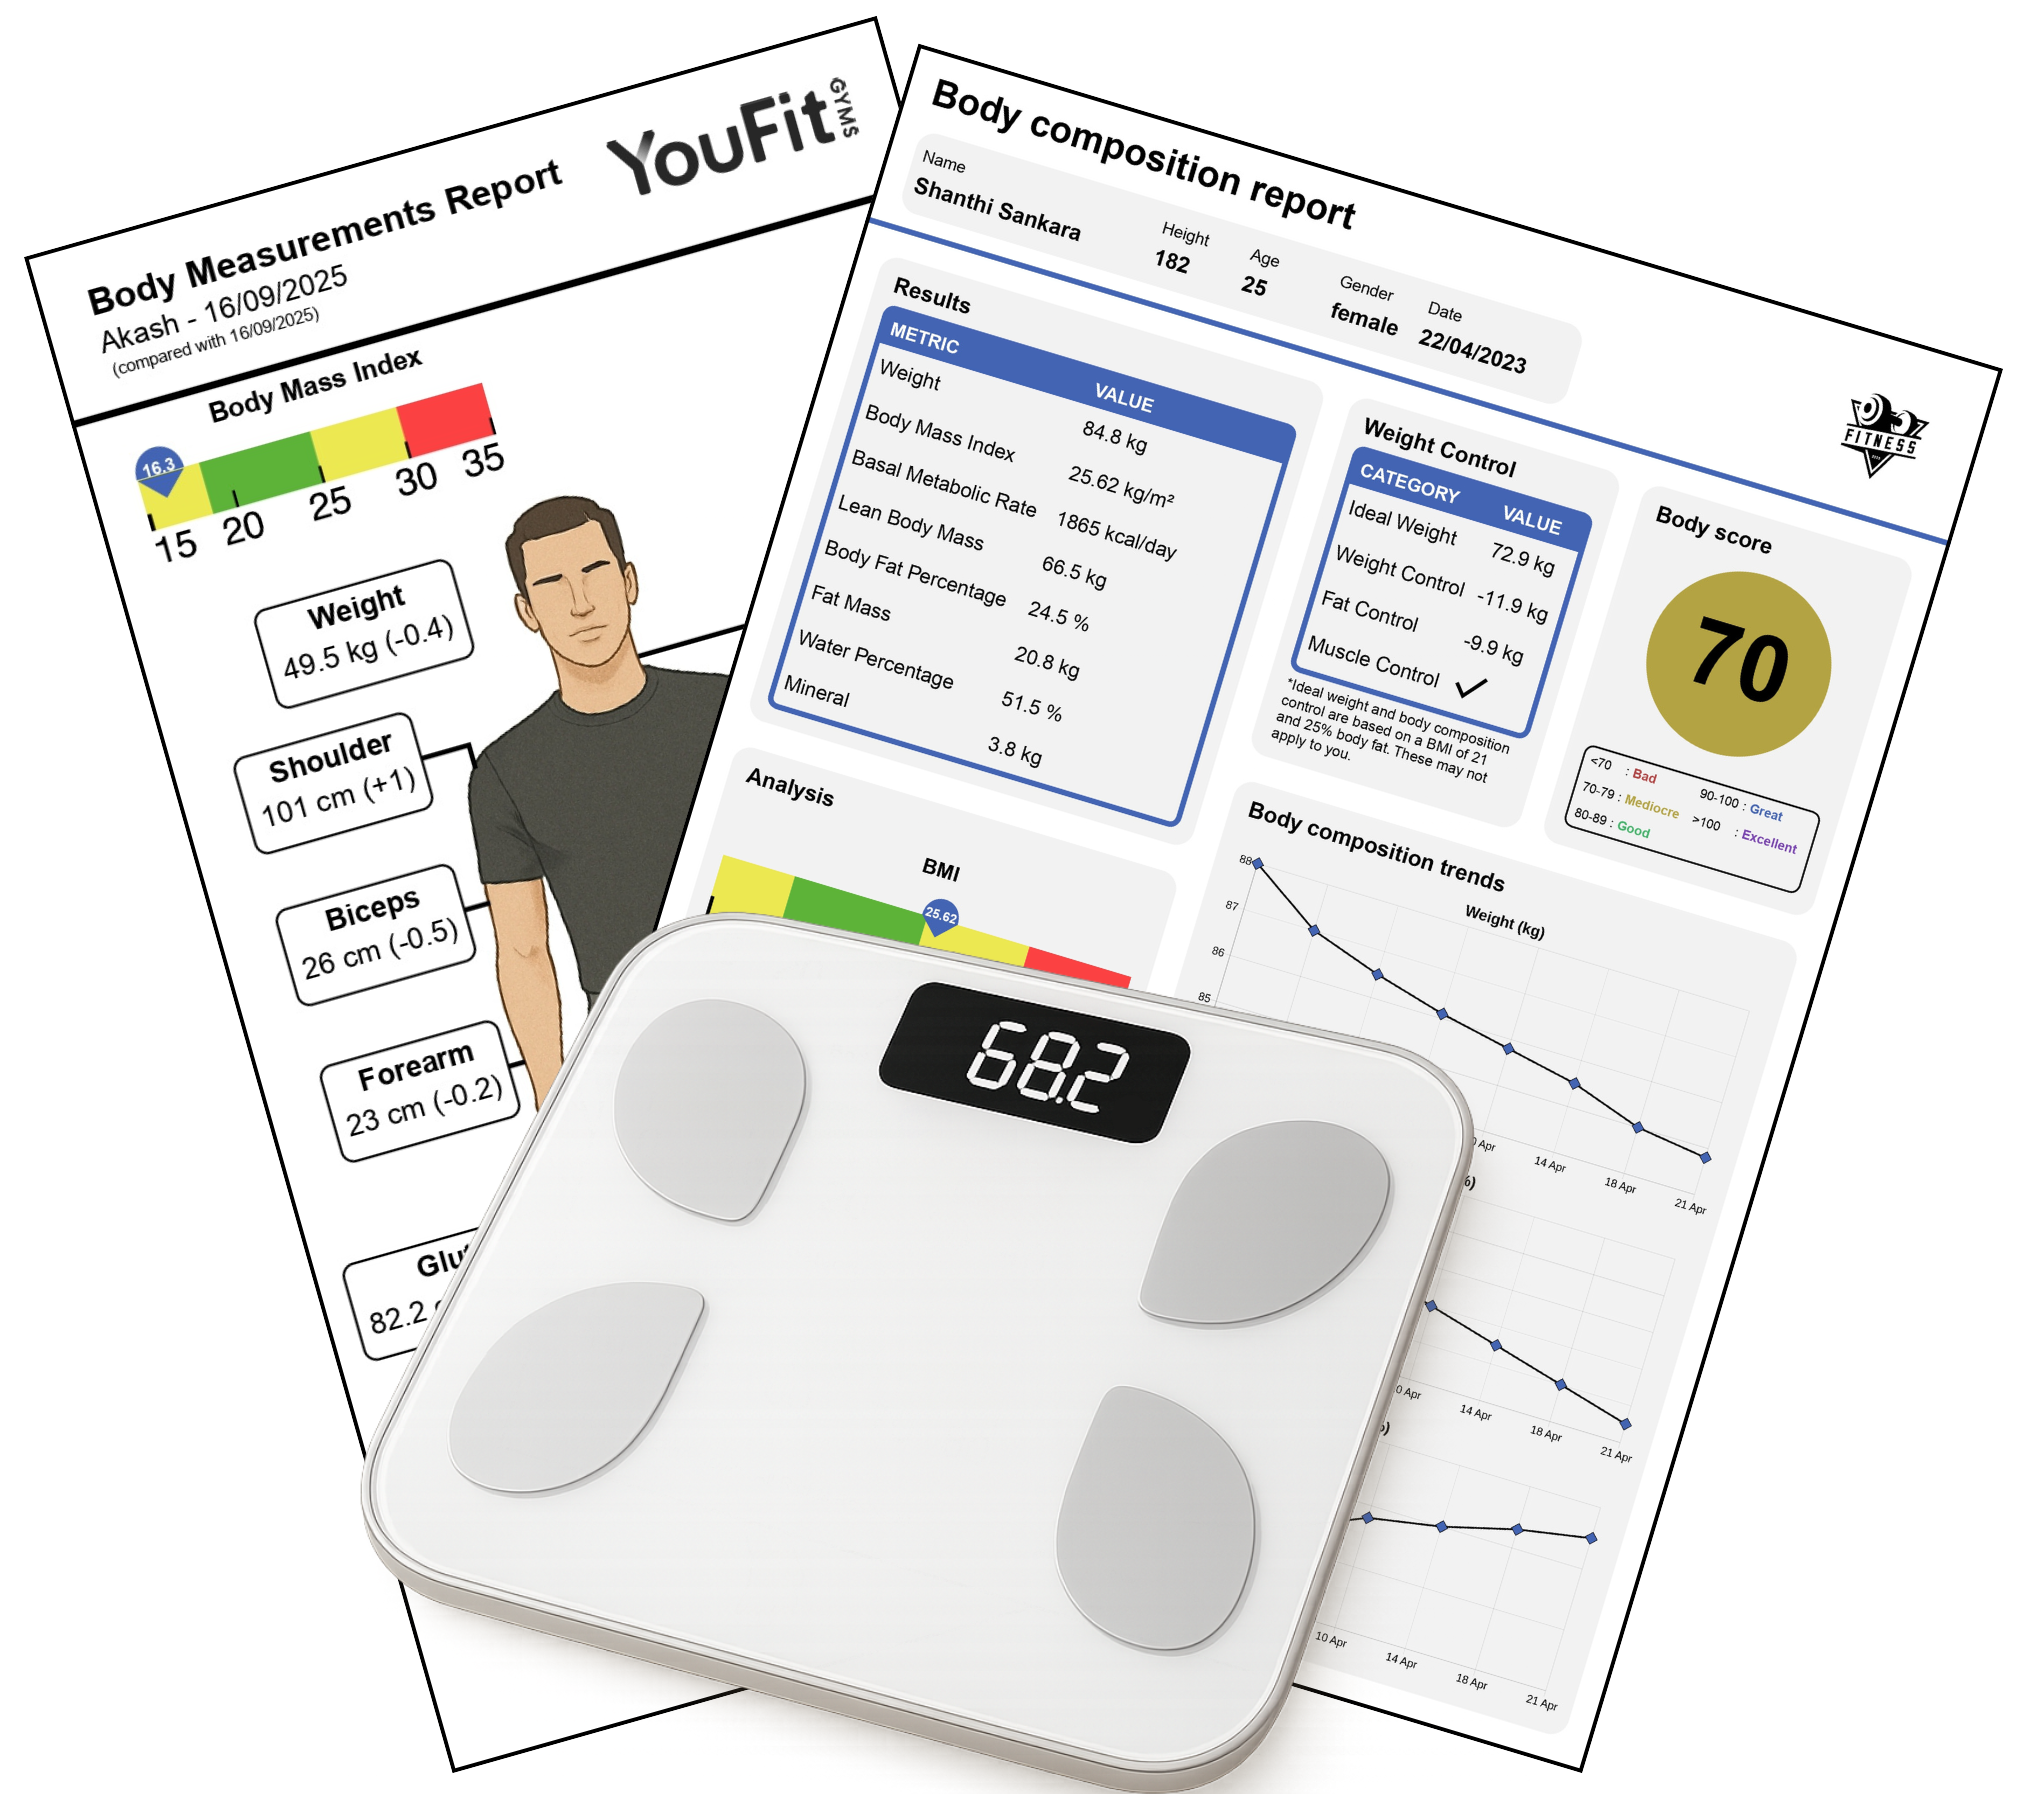 YouFit GYMS
Body Measurements Report
Akash - 16/09/2025
(compared with 16/09/2025)
Body Mass Index
16.3
15 20 25 30 35
Weight
49.5 kg (-0.4)
Shoulder
101 cm (+1)
Biceps
26 cm (-0.5)
Forearm
23 cm (-0.2)
82.2
Body composition report
Name Height Age Gender Date
Shanthi Sankara 182 25 female 22/04/2023
FITNESS
Results
METRIC VALUE
Weight 84.8 kg
Body Mass Index 25.62 kg/m²
Basal Metabolic Rate 1865 kcal/day
Lean Body Mass 66.5 kg
Body Fat Percentage 24.5 %
Fat Mass 20.8 kg
Water Percentage 51.5 %
Mineral 3.8 kg
Weight Control
CATEGORY VALUE
Ideal Weight 72.9 kg
Weight Control -11.9 kg
Fat Control -9.9 kg
Muscle Control
*Ideal weight and body composition
control are based on a BMI of 21
and 25% body fat. These may not
apply to you.
Body score
70
<70 : Bad
70-79 : Mediocre
80-89 : Good
90-100 : Great
>100 : Excellent
Analysis
BMI
25.62
Body composition trends
Weight (kg)
88
87
86
85
0 Apr 14 Apr 18 Apr 21 Apr
%)
0 Apr 14 Apr 18 Apr 21 Apr
10 Apr 14 Apr 18 Apr 21 Apr
68.2